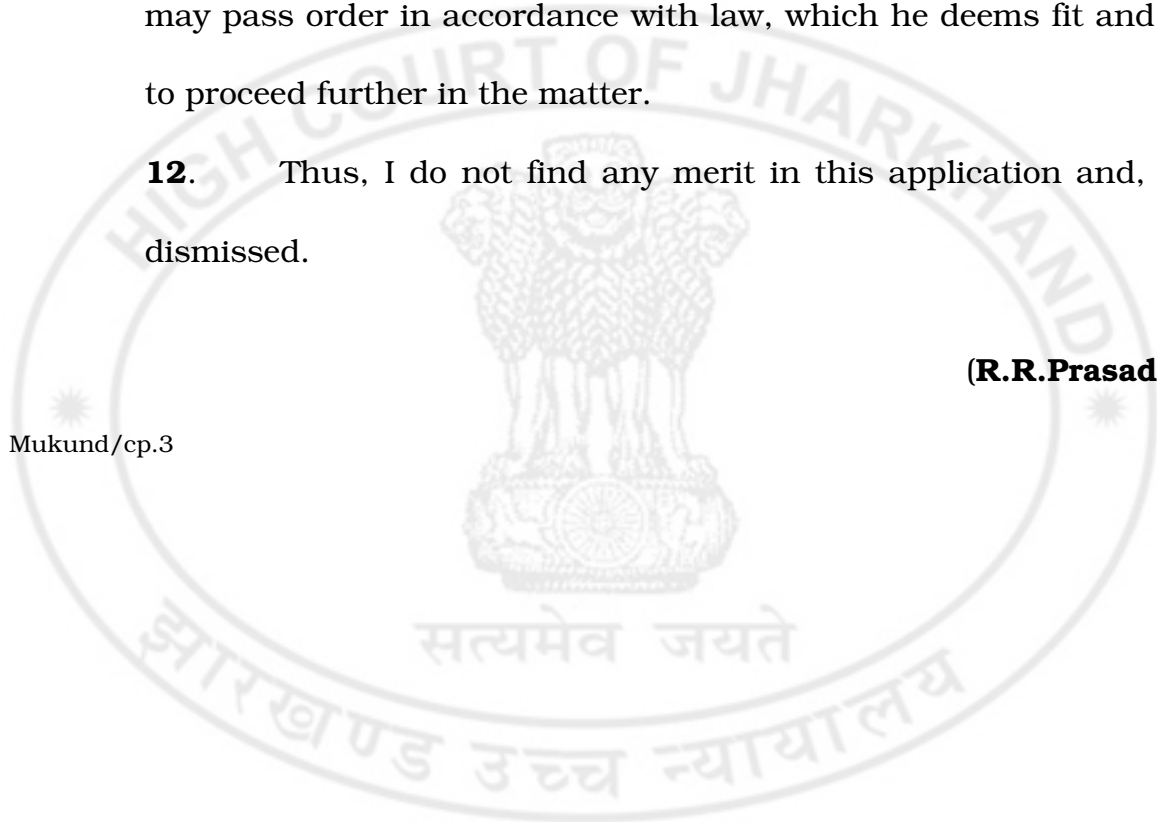 may pass order in accordance with law, which he deems fit and
to proceed further in the matter.
12. Thus, I do not find any merit in this application and,
dismissed.
(R.R.Prasad
Mukund/cp.3
HIGH COURT OF JHARKHAND
सत्यमेव जयते
झारखण्ड उच्च न्यायालय